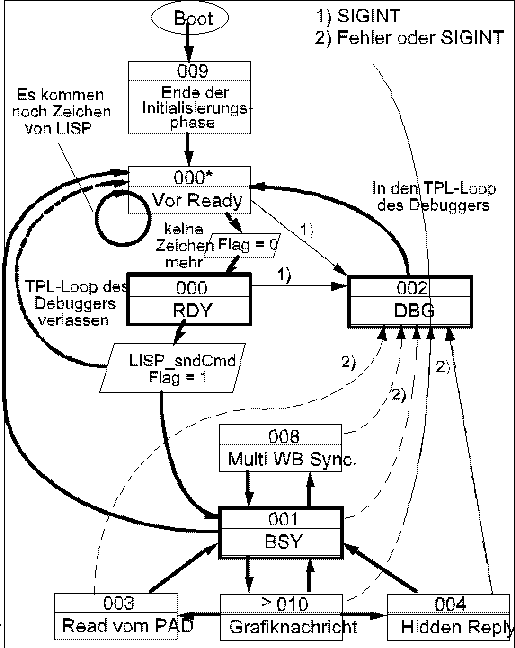 Boot
1) SIGINT
2) Fehler oder SIGINT
009
Ende der
Initialisierungs-
phase
Es kommen
noch Zeichen
von LISP
000*
Vor Ready
In den TPL-Loop
des Debuggers
keine
Zeichen
mehr
Flag = 0
1)
TPL-Loop des
Debuggers
verlassen
000
RDY
1)
002
DBG
LISP_sndCmd
Flag = 1
2)
2)
2)
008
Multi WB Sync.
001
BSY
003
Read vom PAD
>010
Grafiknachricht
004
Hidden Reply